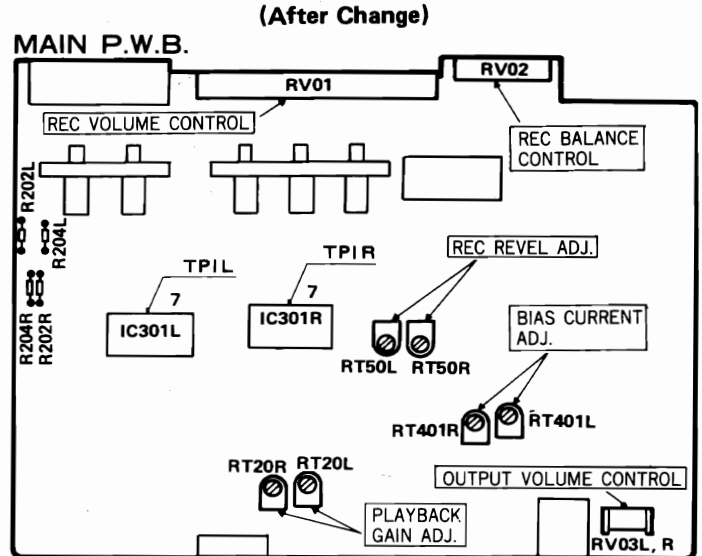 (After Change)
MAIN P.W.B.
RV01
RV02
REC VOLUME CONTROL
REC BALANCE
CONTROL
R202L
R204L
REC REVEL ADJ.
TPIL
TPIR
7
7
IC301L
IC301R
BIAS CURRENT
ADJ.
R204R
R202R
RT50L
RT50R
RT401R
RT401L
RT20R
RT20L
OUTPUT VOLUME CONTROL
PLAYBACK
GAIN ADJ.
RV03L, R